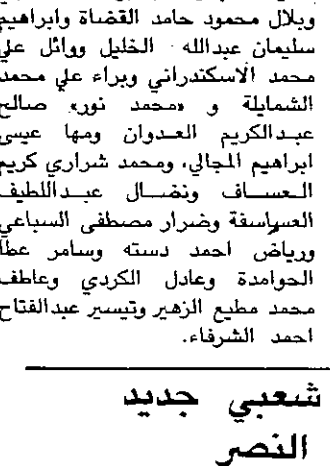 وبلال محمود حامد القضاة وابراهيم
سليمان عبدالله الخليل ووائل علي
محمد الاسكندراني وبراء علي محمد
الشمايلة و «محمد نور» صالح
عبدالكريم العدوان ومها عيسى
ابراهيم المجالي، ومحمد شراري كريم
العساف ونضال عبداللطيف
العساسفة وضرار مصطفى السباعي
ورياض احمد دسته وسامر عطا
الحوامدة وعادل الكردي وعاطف
محمد مطيع الزهير وتيسير عبدالفتاح
احمد الشرفاء.
شعبي جديد
النصر